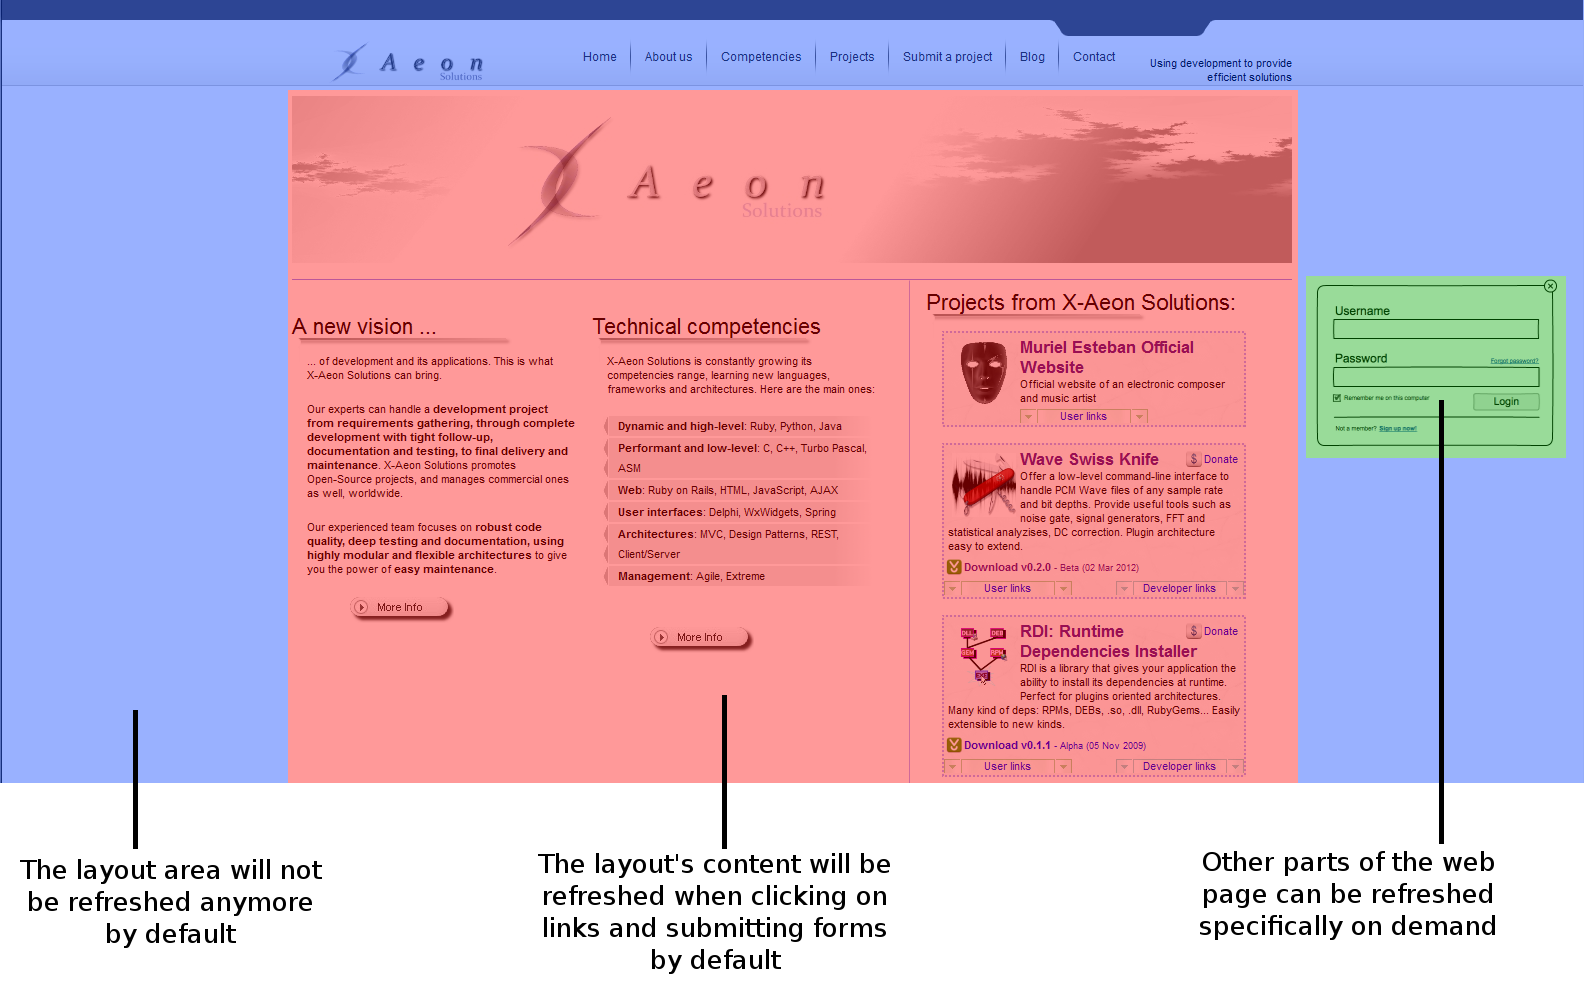 Aeon
Solutions
Home
About us
Competencies
Projects
Submit a project
Blog
Contact
Using development to provide
efficient solutions
Aeon
Solutions
A new vision ...
... of development and its applications. This is what
X-Aeon Solutions can bring.
Our experts can handle a development project
from requirements gathering, through complete
development with tight follow-up,
documentation and testing, to final delivery and
maintenance. X-Aeon Solutions promotes
Open-Source projects, and manages commercial ones
as well, worldwide.
Our experienced team focuses on robust code
quality, deep testing and documentation, using
highly modular and flexible architectures to give
you the power of easy maintenance.
More Info
Technical competencies
X-Aeon Solutions is constantly growing its
competencies range, learning new languages,
frameworks and architectures. Here are the main ones:
Dynamic and high-level: Ruby, Python, Java
Performant and low-level: C, C++, Turbo Pascal,
ASM
Web: Ruby on Rails, HTML, JavaScript, AJAX
User interfaces: Delphi, WxWidgets, Spring
Architectures: MVC, Design Patterns, REST,
Client/Server
Management: Agile, Extreme
More Info
Projects from X-Aeon Solutions:
Muriel Esteban Official
Website
Official website of an electronic composer
and music artist
User links
Wave Swiss Knife
$ Donate
Offer a low-level command-line interface to
handle PCM Wave files of any sample rate
and bit depths. Provide useful tools such as
noise gate, signal generators, FFT and
statistical analyzises, DC correction. Plugin architecture
easy to extend.
Download v0.2.0 - Beta (02 Mar 2012)
User links
Developer links
DLL DEB
GEM RPM
RDI: Runtime
Dependencies Installer
$ Donate
RDI is a library that gives your application the
ability to install its dependencies at runtime.
Perfect for plugins oriented architectures.
Many kind of deps: RPMs, DEBs, .so, .dll, RubyGems... Easily
extensible to new kinds.
Download v0.1.1 - Alpha (05 Nov 2009)
User links
Developer links
Username
Password
Forgot password?
Remember me on this computer
Login
Not a member? Sign up now!
The layout area will not
be refreshed anymore
by default
The layout's content will be
refreshed when clicking on
links and submitting forms
by default
Other parts of the web
page can be refreshed
specifically on demand